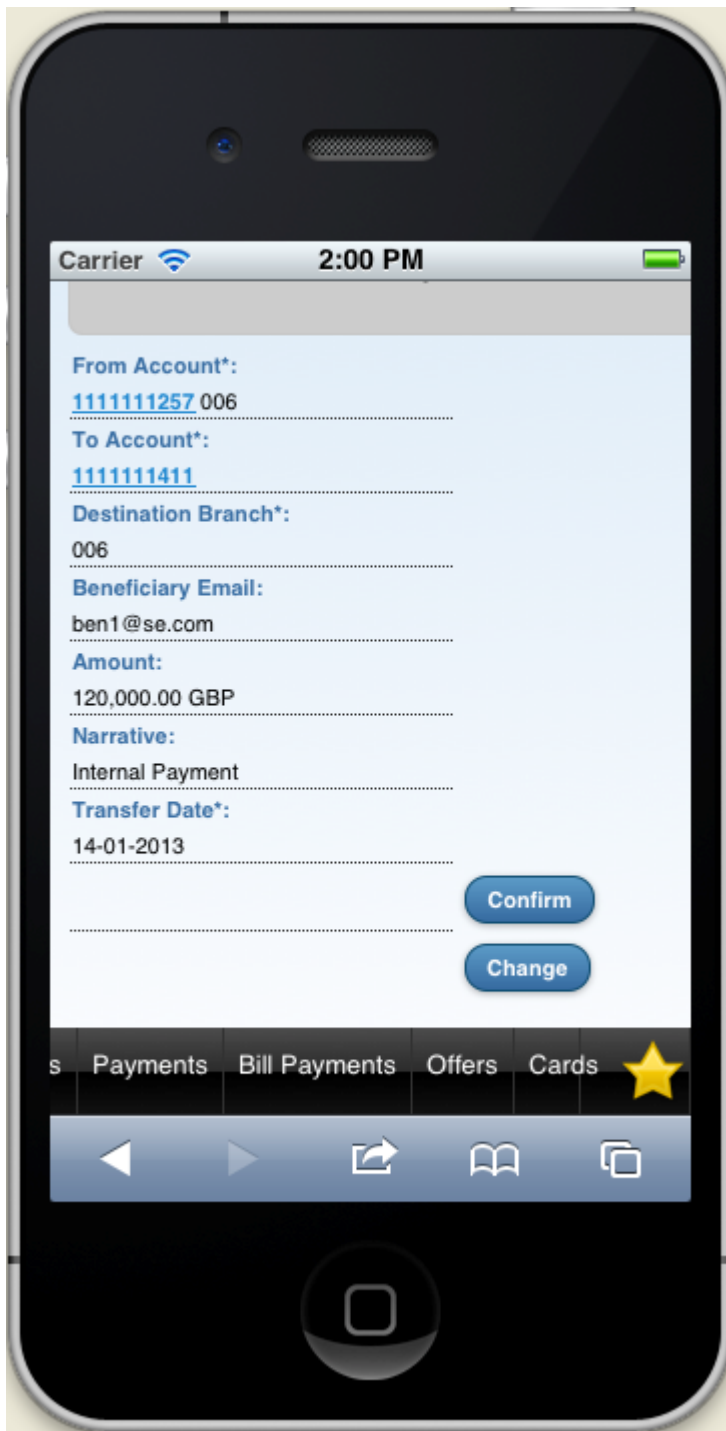 Carrier 2:00 PM
From Account*:
1111111257 006
To Account*:
1111111411
Destination Branch*:
006
Beneficiary Email:
ben1@se.com
Amount:
120,000.00 GBP
Narrative:
Internal Payment
Transfer Date*:
14-01-2013
Confirm
Change
s Payments Bill Payments Offers Cards